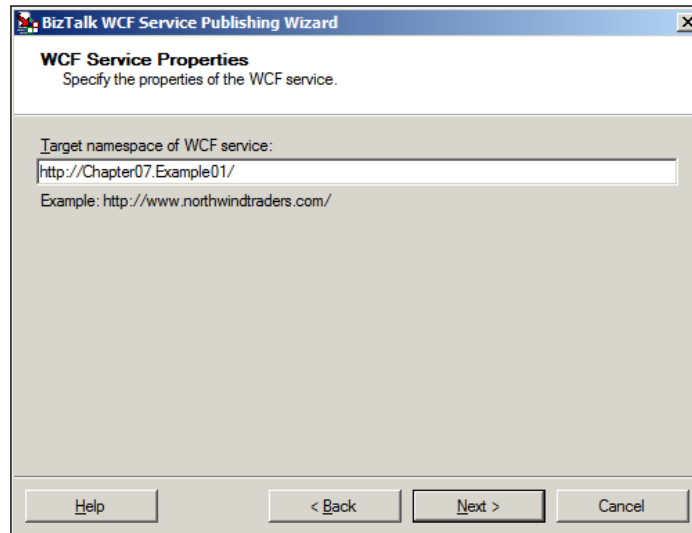 BizTalk WCF Service Publishing Wizard
WCF Service Properties
Specify the properties of the WCF service.
Target namespace of WCF service:
http://Chapter07.Example01/
Example: http://www.northwindtraders.com/
Help
< Back
Next >
Cancel